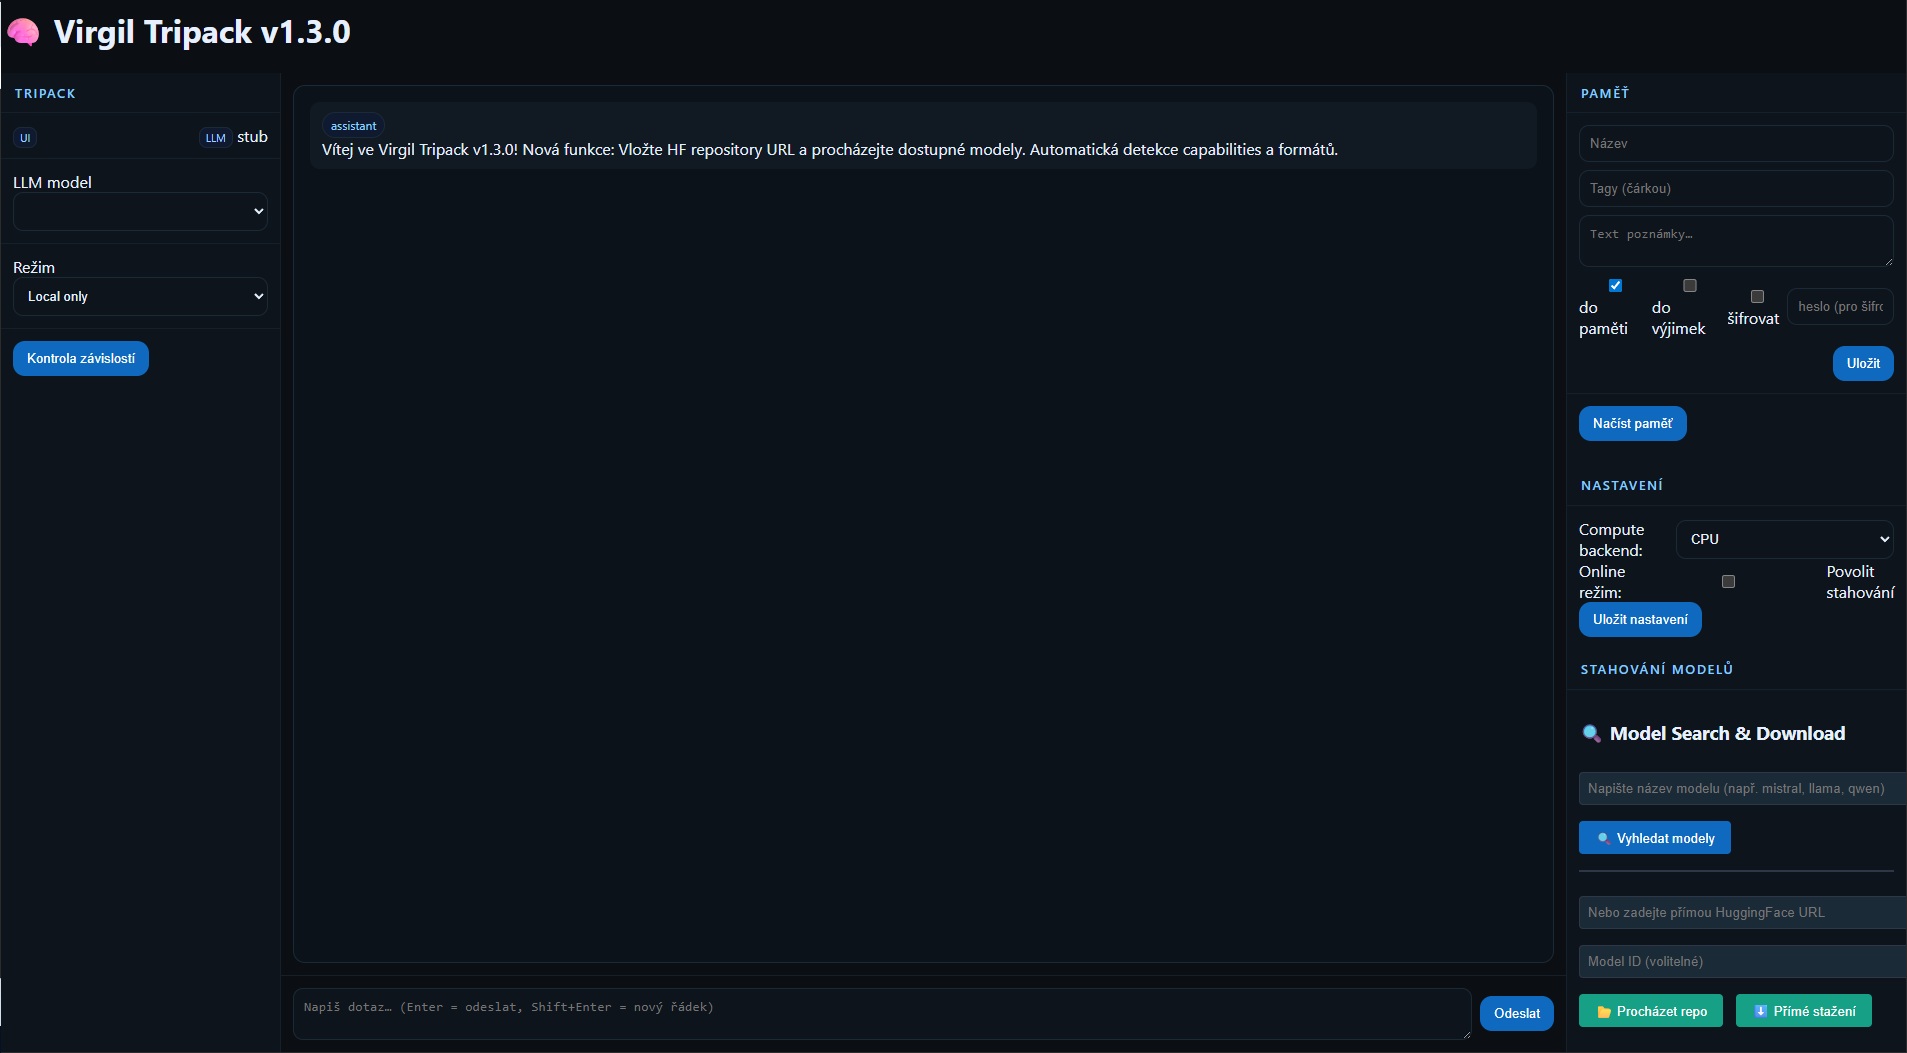 Virgil Tripack v1.3.0
TRIPACK
UI
LLM stub
LLM model
Režim
Local only
Kontrola závislostí
assistant
Vítej ve Virgil Tripack v1.3.0! Nová funkce: Vložte HF repository URL a procházejte dostupné modely. Automatická detekce capabilities a formátů.
Napiš dotaz… (Enter = odeslat, Shift+Enter = nový řádek)
Odeslat
PAMĚŤ
Název
Tagy (čárkou)
Text poznámky…
do
paměti
do
výjimek
šifrovat
heslo (pro šifrc
Uložit
Načíst paměť
NASTAVENÍ
Compute
backend:
CPU
Online
režim:
Povolit
stahování
Uložit nastavení
STAHOVÁNÍ MODELŮ
Model Search & Download
Napište název modelu (např. mistral, llama, qwen)
Vyhledat modely
Nebo zadejte přímou HuggingFace URL
Model ID (volitelné)
Procházet repo
Přímé stažení